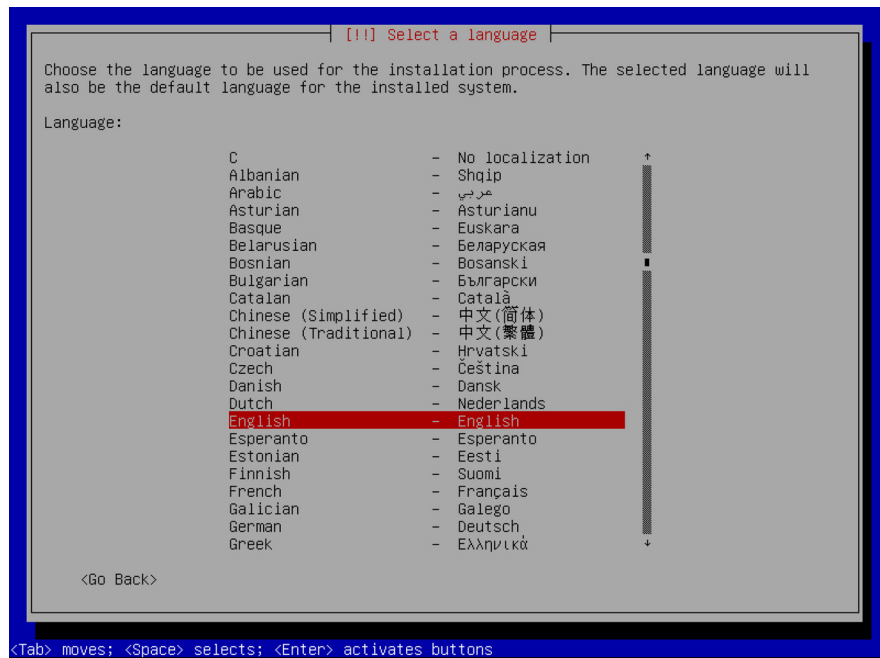 [!!] Select a language
Choose the language to be used for the installation process. The selected language will
also be the default language for the installed system.
Language:
C - No localization
Albanian - Shqip
Arabic - عربي
Asturian - Asturianu
Basque - Euskara
Belarusian - Беларуская
Bosnian - Bosanski
Bulgarian - Български
Catalan - Català
Chinese (Simplified) - 中文(简体)
Chinese (Traditional) - 中文(繁體)
Croatian - Hrvatski
Czech - Čeština
Danish - Dansk
Dutch - Nederlands
English - English
Esperanto - Esperanto
Estonian - Eesti
Finnish - Suomi
French - Français
Galician - Galego
German - Deutsch
Greek - Ελληνικά
<Go Back>
<Tab> moves; <Space> selects; <Enter> activates buttons